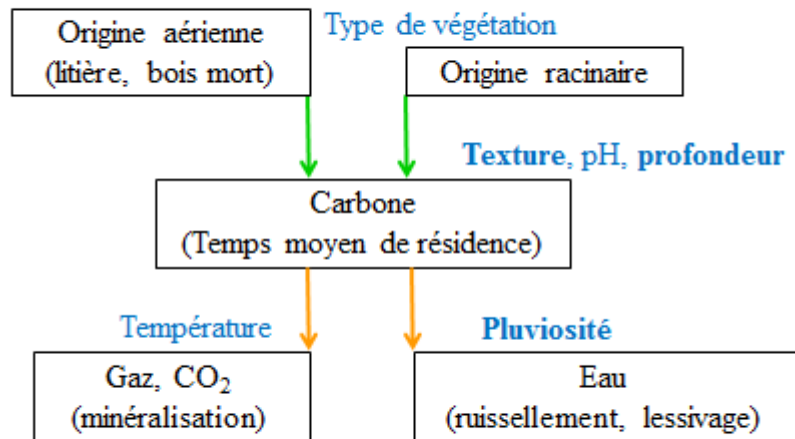 Origine aérienne
(litière, bois mort)
Type de végétation
Origine racinaire
Texture, pH, profondeur
Carbone
(Temps moyen de résidence)
Température
Pluviosité
Gaz, CO₂
(minéralisation)
Eau
(ruissellement, lessivage)